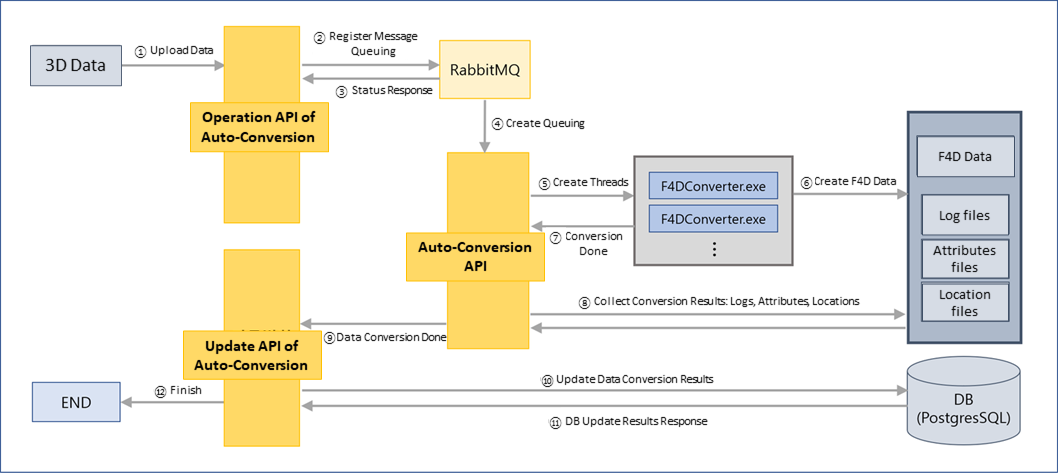 ① Upload Data
② Register Message
Queuing
3D Data
RabbitMQ
③ Status Response
Operation API of
Auto-Conversion
④ Create Queuing
F4D Data
⑤ Create Threads
F4DConverter.exe
⑥ Create F4D Data
F4DConverter.exe
Log files
⑦ Conversion
Done
Auto-Conversion
API
Attributes
files
⑧ Collect Conversion Results: Logs, Attributes, Locations
Location
files
⑨ Data Conversion Done
Update API of
Auto-Conversion
⑩ Update Data Conversion Results
⑫ Finish
END
DB
(PostgresSQL)
⑪ DB Update Results Response